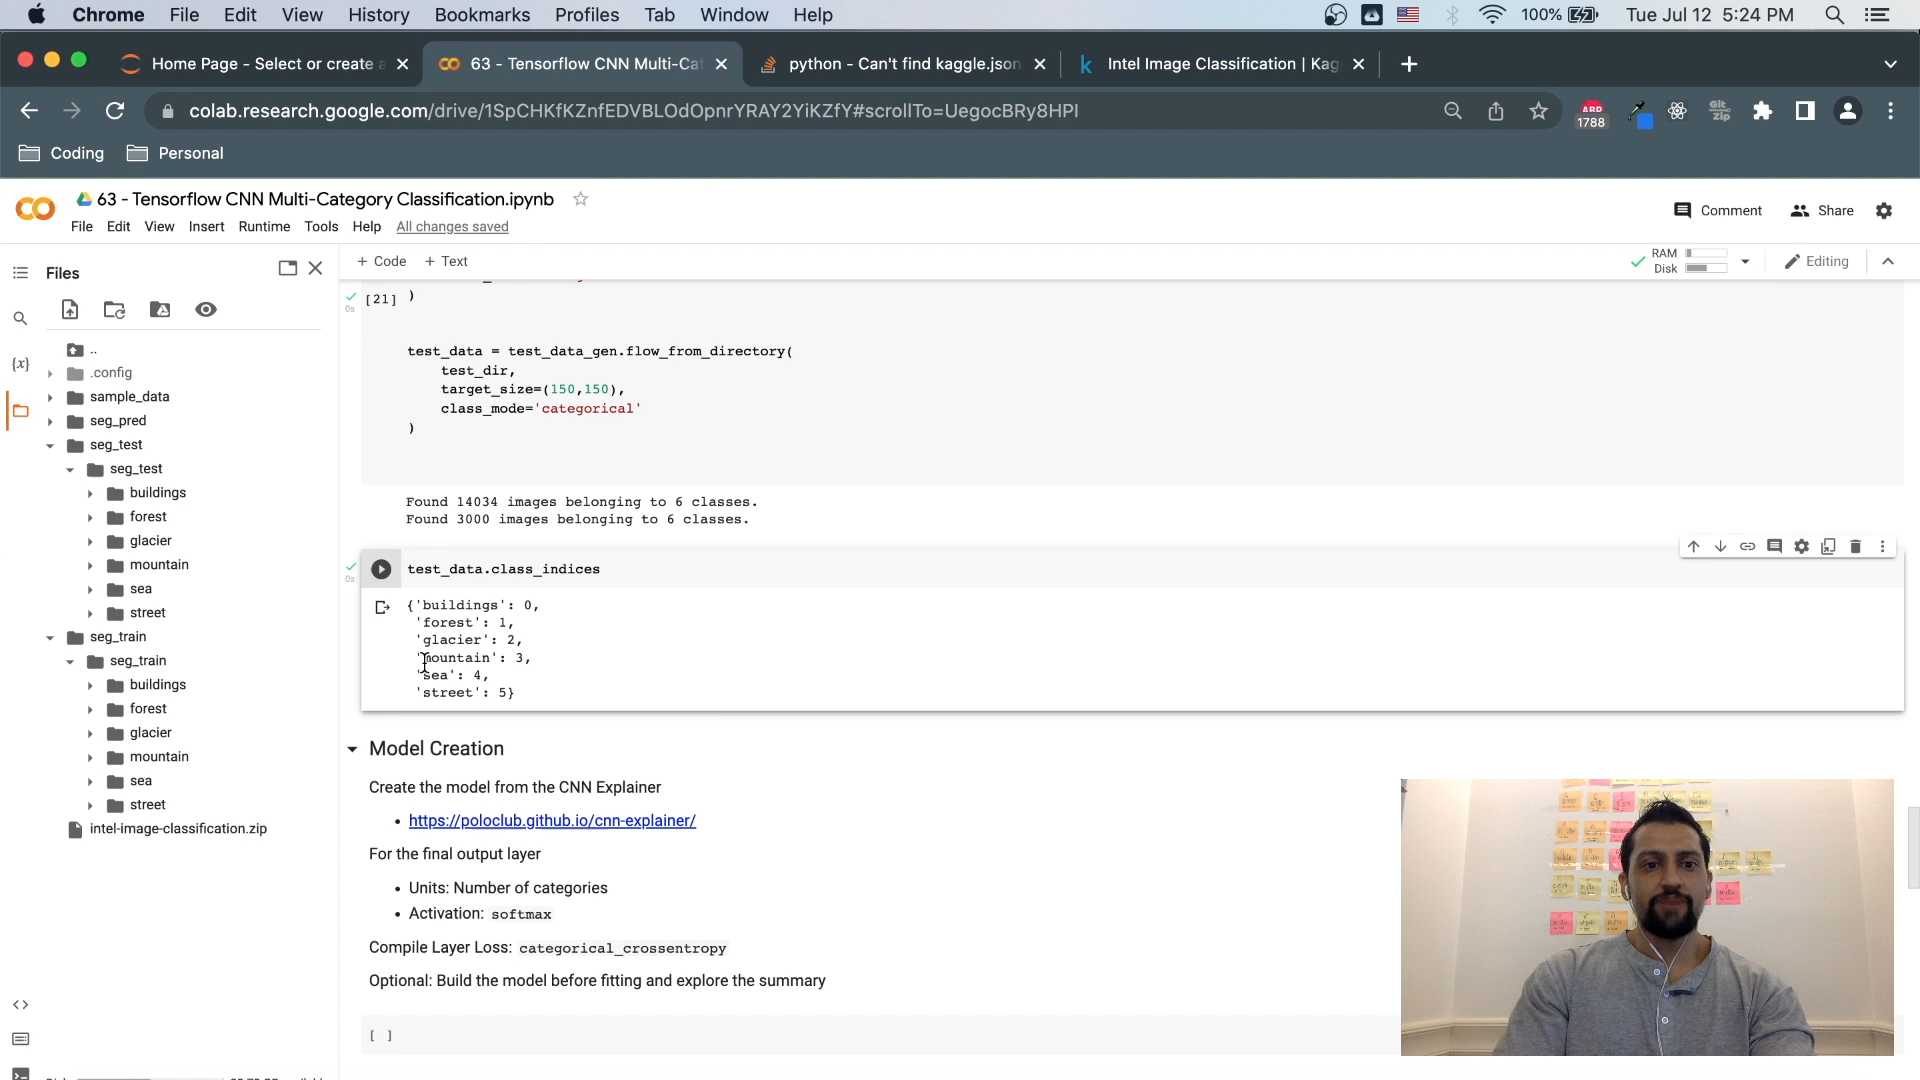 Chrome File Edit View History Bookmarks Profiles Tab Window Help 100% Tue Jul 12 5:24 PM
Home Page - Select or create a
63 - Tensorflow CNN Multi-Cat
python - Can't find kaggle.json
Intel Image Classification | Kag
colab.research.google.com/drive/1SpCHKfKZnfEDVBLOdOpnrYRAY2YiKZfY#scrollTo=UegocBRy8HPI
ABP
1788
Git
Zip
Coding Personal
63 - Tensorflow CNN Multi-Category Classification.ipynb
File Edit View Insert Runtime Tools Help All changes saved
Comment Share
Files
+ Code + Text
RAM
Disk
Editing
..
.config
sample_data
seg_pred
seg_test
seg_test
buildings
forest
glacier
mountain
sea
street
seg_train
seg_train
buildings
forest
glacier
mountain
sea
street
intel-image-classification.zip
{x}
[21] )
0s
test_data = test_data_gen.flow_from_directory(
test_dir,
target_size=(150,150),
class_mode='categorical'
)
Found 14034 images belonging to 6 classes.
Found 3000 images belonging to 6 classes.
0s
test_data.class_indices
{'buildings': 0,
'forest': 1,
'glacier': 2,
'mountain': 3,
'sea': 4,
'street': 5}
Model Creation
Create the model from the CNN Explainer
• https://poloclub.github.io/cnn-explainer/
For the final output layer
• Units: Number of categories
• Activation: softmax
Compile Layer Loss: categorical_crossentropy
Optional: Build the model before fitting and explore the summary
[ ]